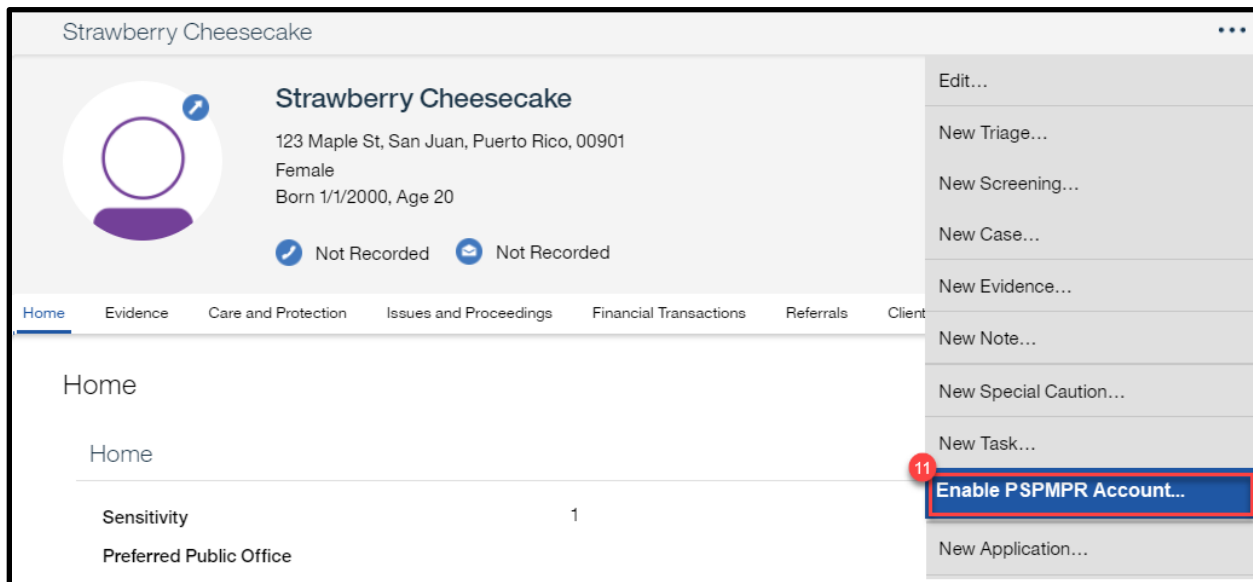 Strawberry Cheesecake
Strawberry Cheesecake
123 Maple St, San Juan, Puerto Rico, 00901
Female
Born 1/1/2000, Age 20
Not Recorded Not Recorded
Home Evidence Care and Protection Issues and Proceedings Financial Transactions Referrals Client
Home
Home
Sensitivity 1
Preferred Public Office
Edit...
New Triage...
New Screening...
New Case...
New Evidence...
New Note...
New Special Caution...
New Task...
11
Enable PSPMPR Account...
New Application...